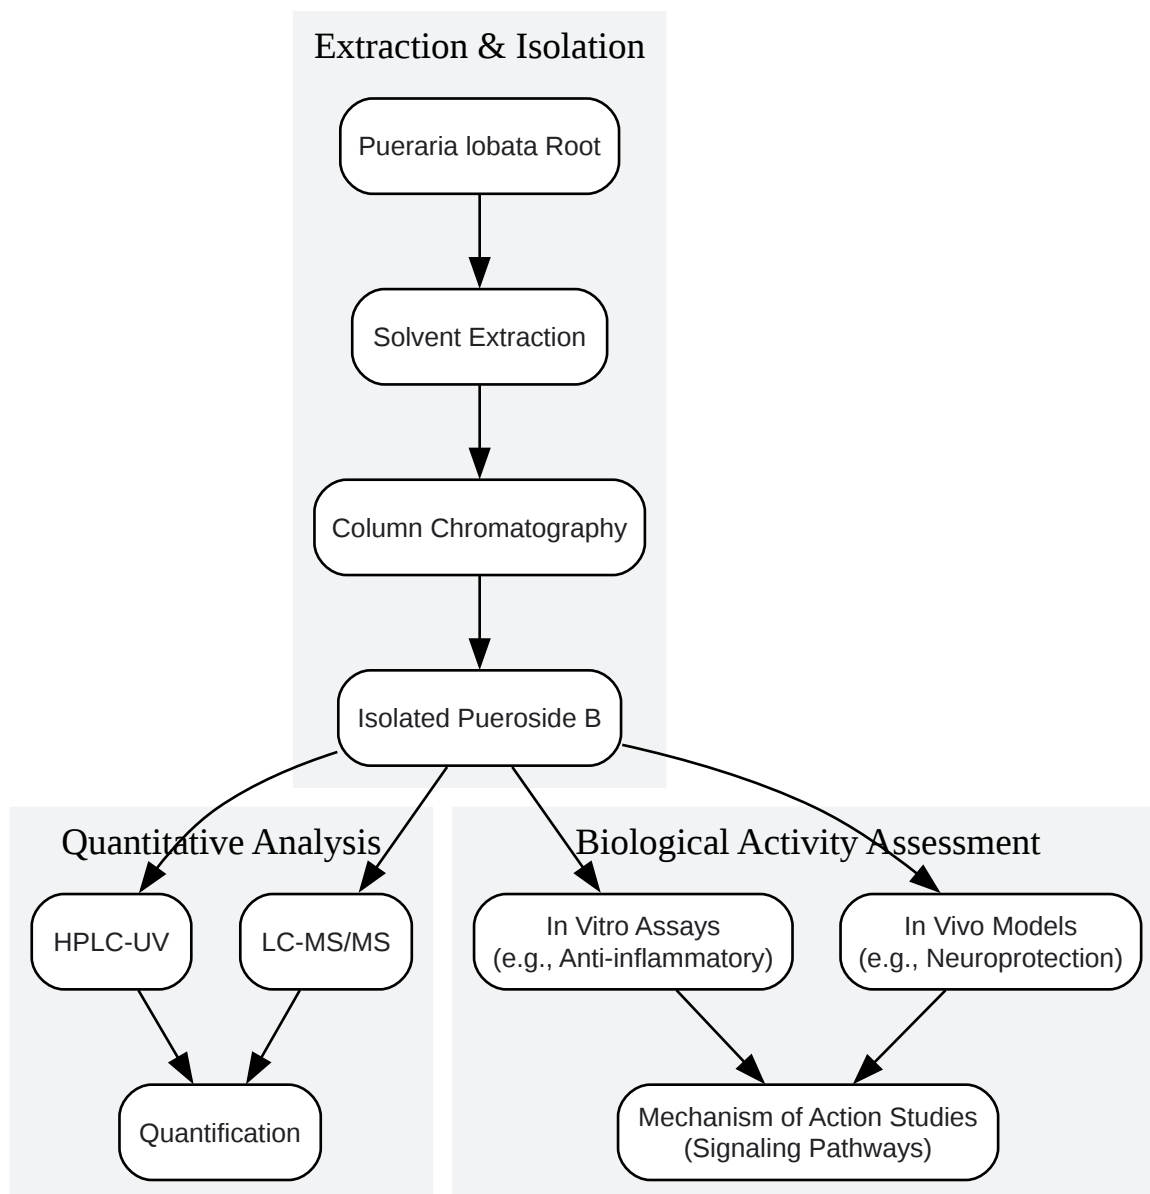 Extraction & Isolation
Pueraria lobata Root
Solvent Extraction
Column Chromatography
Isolated Pueroside B
Quantitative Analysis
HPLC-UV
LC-MS/MS
Quantification
Biological Activity Assessment
In Vitro Assays
(e.g., Anti-inflammatory)
In Vivo Models
(e.g., Neuroprotection)
Mechanism of Action Studies
(Signaling Pathways)